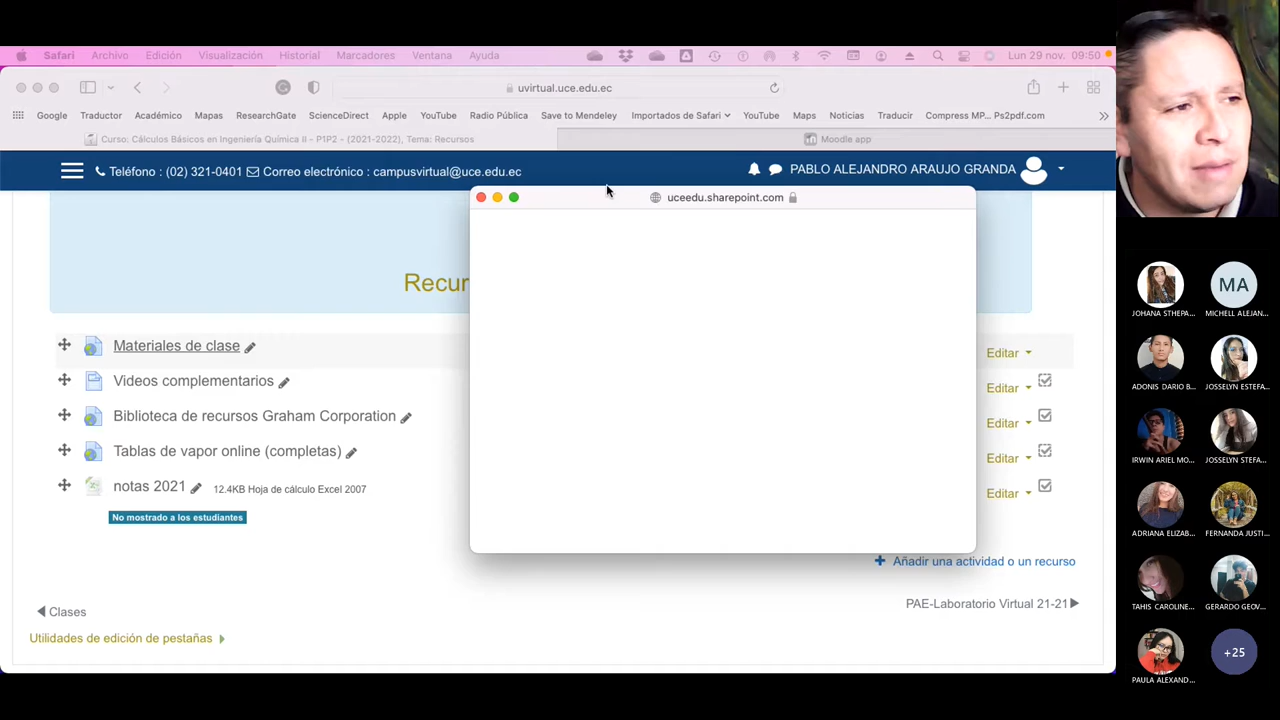 Safari Archivo Edición Visualización Historial Marcadores Ventana Ayuda Lun 29 nov. 09:50
uvirtual.uce.edu.ec
Google Traductor Académico Mapas ResearchGate ScienceDirect Apple YouTube Radio Pública Save to Mendeley Importados de Safari YouTube Maps Noticias Traducir Compress MP... Ps2pdf.com
Curso: Cálculos Básicos en Ingeniería Química II - P1P2 - (2021-2022), Tema: Recursos Moodle app
Teléfono : (02) 321-0401 Correo electrónico : campusvirtual@uce.edu.ec PABLO ALEJANDRO ARAUJO GRANDA
uceedu.sharepoint.com
Recur
Materiales de clase Editar
Videos complementarios Editar
Biblioteca de recursos Graham Corporation Editar
Tablas de vapor online (completas) Editar
notas 2021 12.4KB Hoja de cálculo Excel 2007 Editar
No mostrado a los estudiantes
Añadir una actividad o un recurso
Clases PAE-Laboratorio Virtual 21-21
Utilidades de edición de pestañas
MA
JOHANA STHEPA... MICHELL ALEJAN...
ADONIS DARIO B... JOSSELYN ESTEFA...
IRWIN ARIEL MO... JOSSELYN STEFA...
ADRIANA ELIZAB... FERNANDA JUSTI...
TAHIS CAROLINE... GERARDO GEOV...
+25
PAULA ALEXAND...